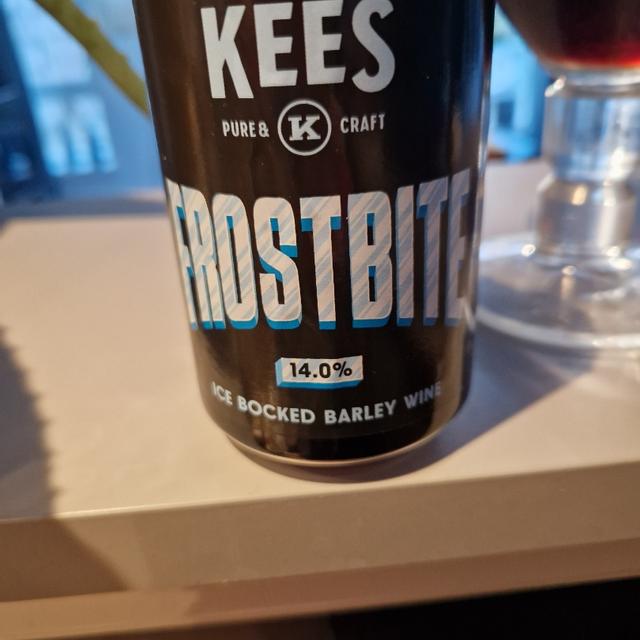 KEES
PURE & K CRAFT
FROSTBITE
14.0%
ICE BOCKED BARLEY WINE